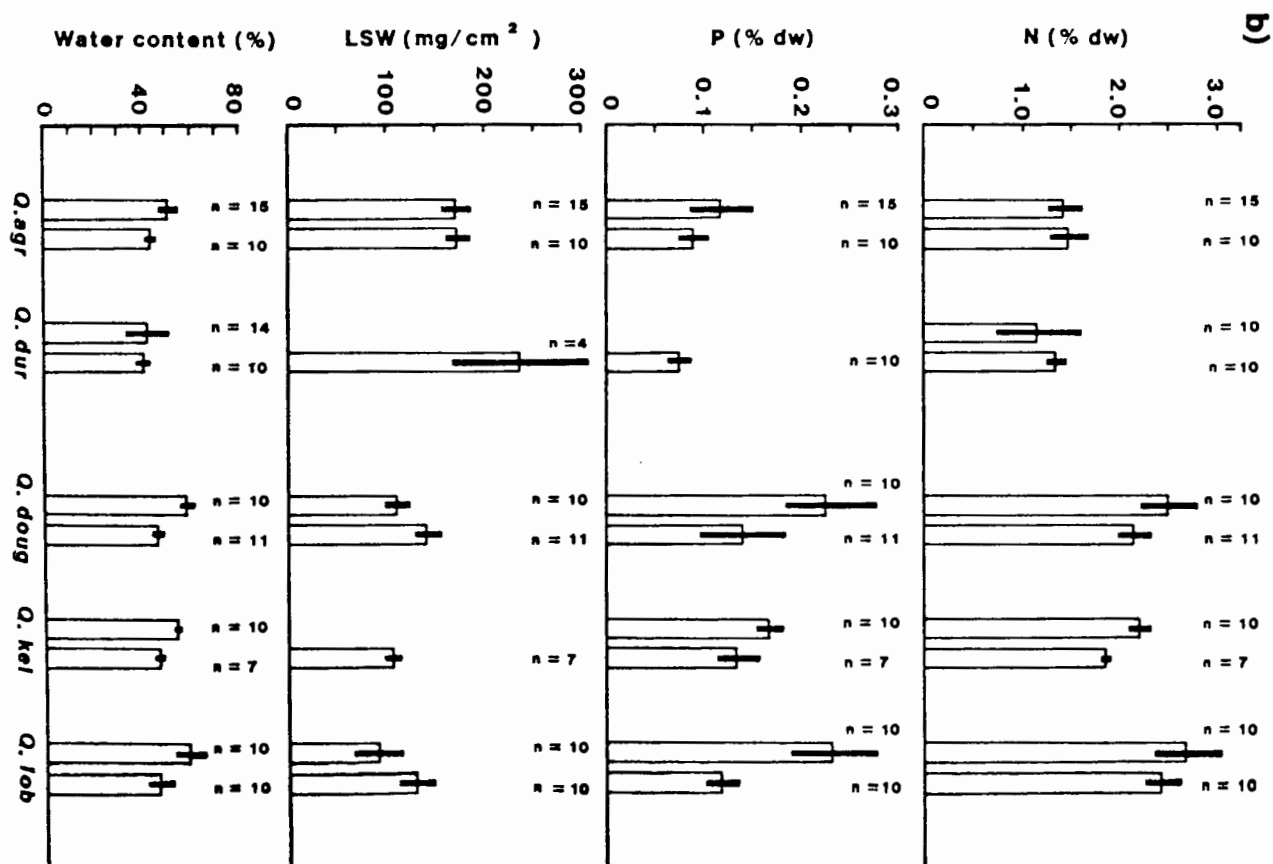 b)
N (% dw)
3.0
2.0
1.0
0
n = 15
n = 10
n = 10
n = 10
n = 10
n = 11
n = 10
n = 7
n = 10
n = 10
P (% dw)
0.3
0.2
0.1
0
n = 15
n = 10
n = 10
n = 10
n = 11
n = 10
n = 7
n = 10
n = 10
LSW (mg/cm²)
300
200
100
0
n = 15
n = 10
n = 4
n = 10
n = 11
n = 7
n = 10
n = 10
Water content (%)
80
40
0
n = 15
n = 10
n = 14
n = 10
n = 10
n = 11
n = 10
n = 7
n = 10
n = 10
Q.agr
Q. dur
Q. doug
Q. kel
Q. lob